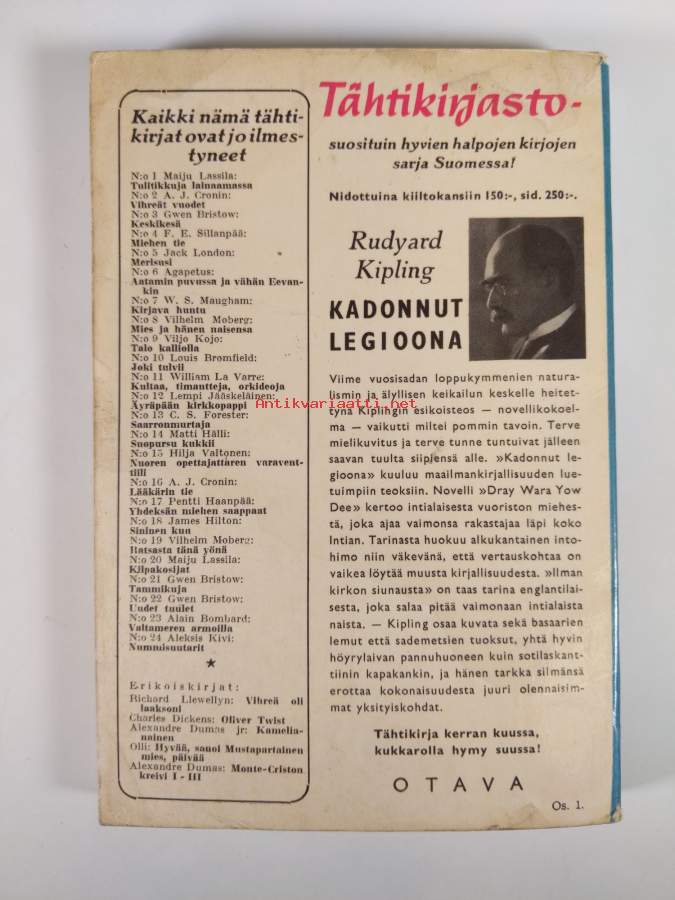 Kaikki nämä tähti-
kirjat ovat jo ilmes-
tyneet
N:o 1 Maiju Lassila:
Tulitikkuja lainaamassa
N:o 2 A. J. Cronin:
Vihreät vuodet
N:o 3 Gwen Bristow:
Keskikesä
N:o 4 F. E. Sillanpää:
Miehen tie
N:o 5 Jack London:
Merisusi
N:o 6 Agapetus:
Aatamin puvussa ja vähän Eevan-
kin
N:o 7 W. S. Maugham:
Kirjava huntu
N:o 8 Vilhelm Moberg:
Mies ja hänen naisensa
N:o 9 Viljo Kojo:
Talo kalliolla
N:o 10 Louis Bromfield:
Joki tulvii
N:o 11 William La Varre:
Kultaa, timantteja, orkideoja
N:o 12 Lempi Jääskeläinen:
Äyräpään kirkkopappi
N:o 13 C. S. Forester:
Saarronmurtaja
N:o 14 Matti Hälli:
Suopursu kukkii
N:o 15 Hilja Valtonen:
Nuoren opettajattaren varavent-
tiili
N:o 16 A. J. Cronin:
Lääkärin tie
N:o 17 Pentti Haanpää:
Yhdeksän miehen saappaat
N:o 18 James Hilton:
Sininen kuu
N:o 19 Vilhelm Moberg:
Ratsasta tänä yönä
N:o 20 Maiju Lassila:
Kilpakosijat
N:o 21 Gwen Bristow:
Tammikuja
N:o 22 Gwen Bristow:
Uudet tuulet
N:o 23 Alain Bombard:
Valtameren armoilla
N:o 24 Aleksis Kivi:
Nummisuutarit
★
Erikoiskirjat:
Richard Llewellyn: Vihreä oli
laaksoni
Charles Dickens: Oliver Twist
Alexandre Dumas jr: Kamelia-
nainen
Olli: Hyvää, sanoi Mustapartainen
mies, päivää
Alexandre Dumas: Monte-Criston
kreivi I - III
Tähtikirjasto-
suosituin hyvien halpojen kirjojen
sarja Suomessa!
Nidottuina kiiltokansiin 150:-, sid. 250:-.
Rudyard
Kipling
KADONNUT
LEGIOONA
Viime vuosisadan loppukymmenien natura-
lismin ja älyllisen keikailun keskelle heitet-
tynä Kiplingin esikoisteos — novellikokoel-
ma — vaikutti miltei pommin tavoin. Terve
mielikuvitus ja terve tunne tuntuivat jälleen
saavan tuulta siipiensä alle. »Kadonnut le-
gioona» kuuluu maailmankirjallisuuden lue-
tuimpiin teoksiin. Novelli »Dray Wara Yow
Dee» kertoo intialaisesta vuoriston miehes-
tä, joka ajaa vaimonsa rakastajaa läpi koko
Intian. Tarinasta huokuu alkukantainen into-
himo niin väkevänä, että vertauskohtaa on
vaikea löytää muusta kirjallisuudesta. »Ilman
kirkon siunausta» on taas tarina englantilai-
sesta, joka salaa pitää vaimonaan intialaista
naista. — Kipling osaa kuvata sekä basaarien
lemut että sademetsien tuoksut, yhtä hyvin
höyrylaivan pannuhuoneen kuin sotilaskant-
tiinin kapakankin, ja hänen tarkka silmänsä
erottaa kokonaisuudesta juuri olennaisim-
mat yksityiskohdat.
Tähtikirja kerran kuussa,
kukkarolla hymy suussa!
OTAVA
Os. 1.
Antikvariaatti.net